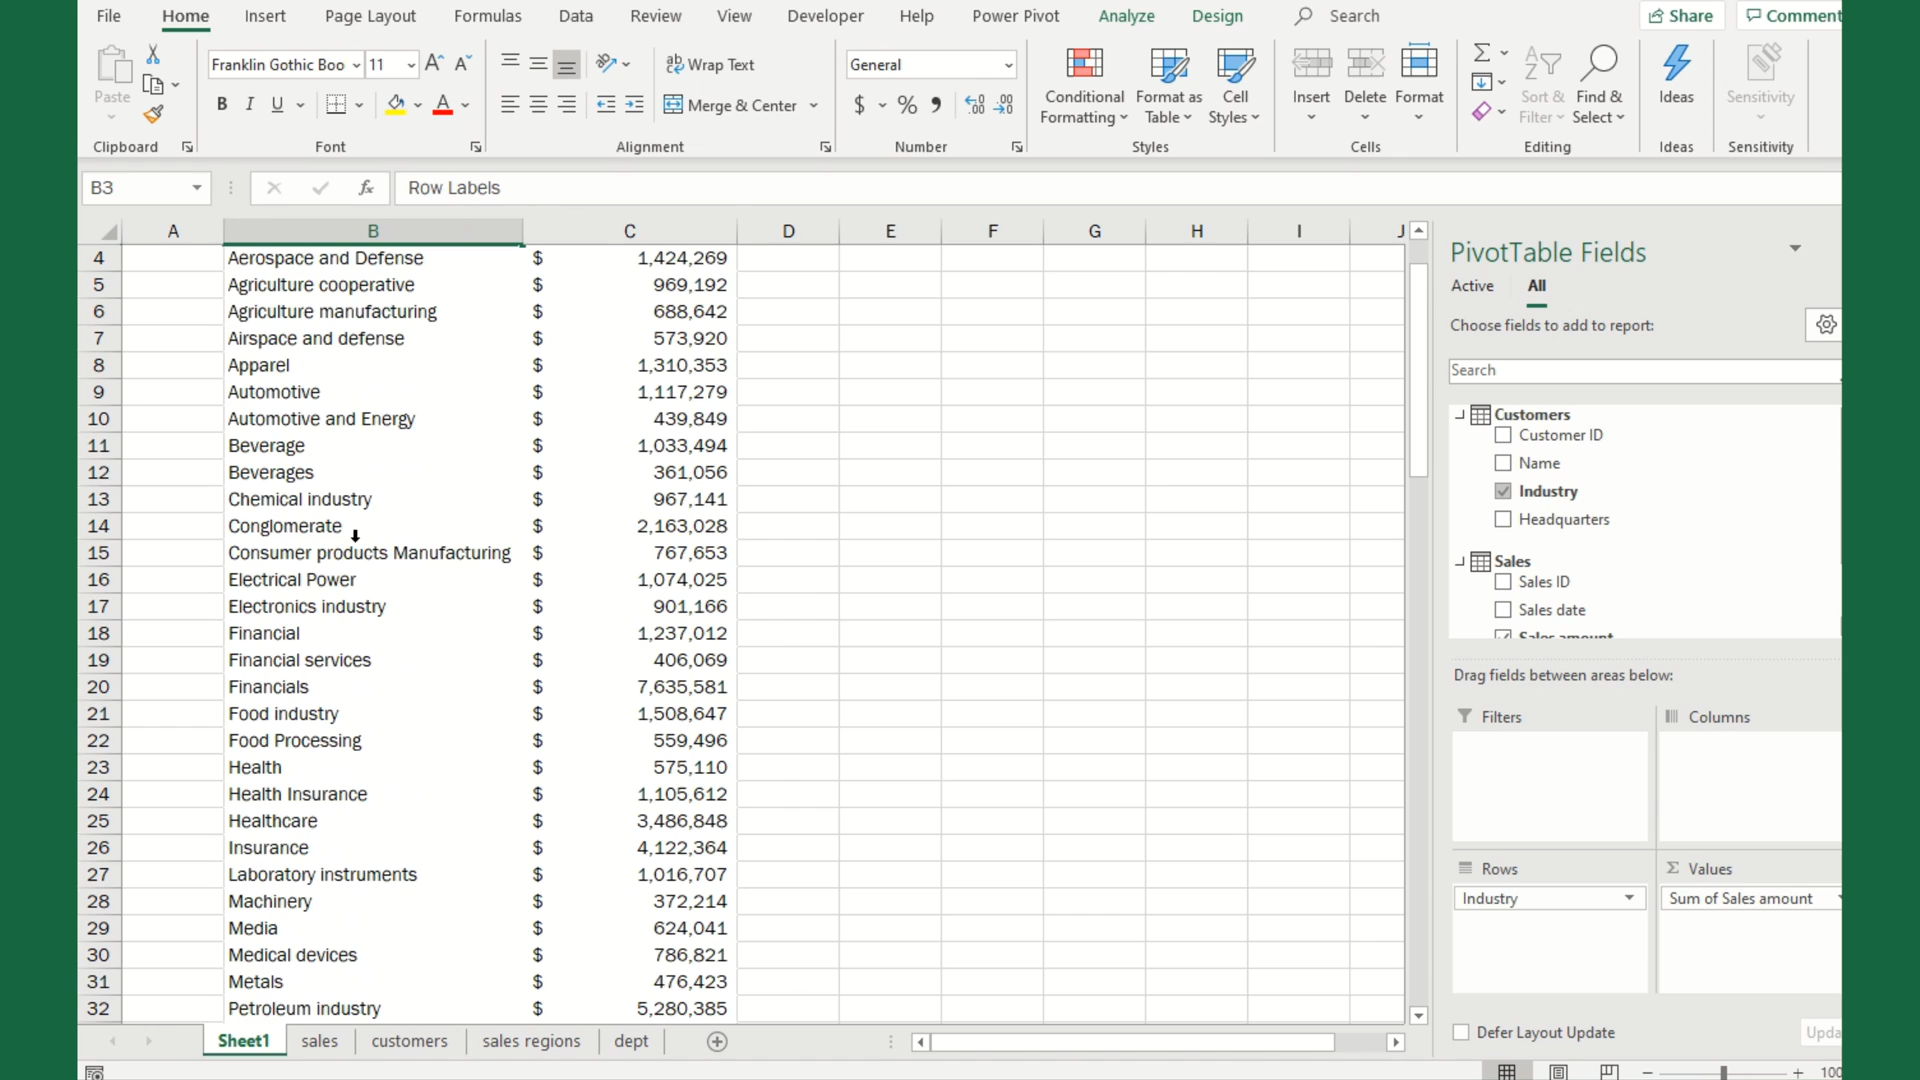 File Home Insert Page Layout Formulas Data Review View Developer Help Power Pivot Analyze Design Search Share Comment
Paste
Clipboard
Franklin Gothic Boo 11
B I U
Font
Wrap Text
Merge & Center
Alignment
General
$ % ,
Number
Conditional Formatting
Format as Table
Cell Styles
Styles
Insert Delete Format
Cells
Sort & Filter
Find & Select
Editing
Ideas
Ideas
Sensitivity
Sensitivity
B3 fx Row Labels
A B C D E F G H I J
4 Aerospace and Defense $ 1,424,269
5 Agriculture cooperative $ 969,192
6 Agriculture manufacturing $ 688,642
7 Airspace and defense $ 573,920
8 Apparel $ 1,310,353
9 Automotive $ 1,117,279
10 Automotive and Energy $ 439,849
11 Beverage $ 1,033,494
12 Beverages $ 361,056
13 Chemical industry $ 967,141
14 Conglomerate $ 2,163,028
15 Consumer products Manufacturing $ 767,653
16 Electrical Power $ 1,074,025
17 Electronics industry $ 901,166
18 Financial $ 1,237,012
19 Financial services $ 406,069
20 Financials $ 7,635,581
21 Food industry $ 1,508,647
22 Food Processing $ 559,496
23 Health $ 575,110
24 Health Insurance $ 1,105,612
25 Healthcare $ 3,486,848
26 Insurance $ 4,122,364
27 Laboratory instruments $ 1,016,707
28 Machinery $ 372,214
29 Media $ 624,041
30 Medical devices $ 786,821
31 Metals $ 476,423
32 Petroleum industry $ 5,280,385
PivotTable Fields
Active All
Choose fields to add to report:
Search
Customers
Customer ID
Name
Industry
Headquarters
Sales
Sales ID
Sales date
Sales amount
Drag fields between areas below:
Filters Columns
Rows Values
Industry Sum of Sales amount
Defer Layout Update Upda
Sheet1 sales customers sales regions dept
100